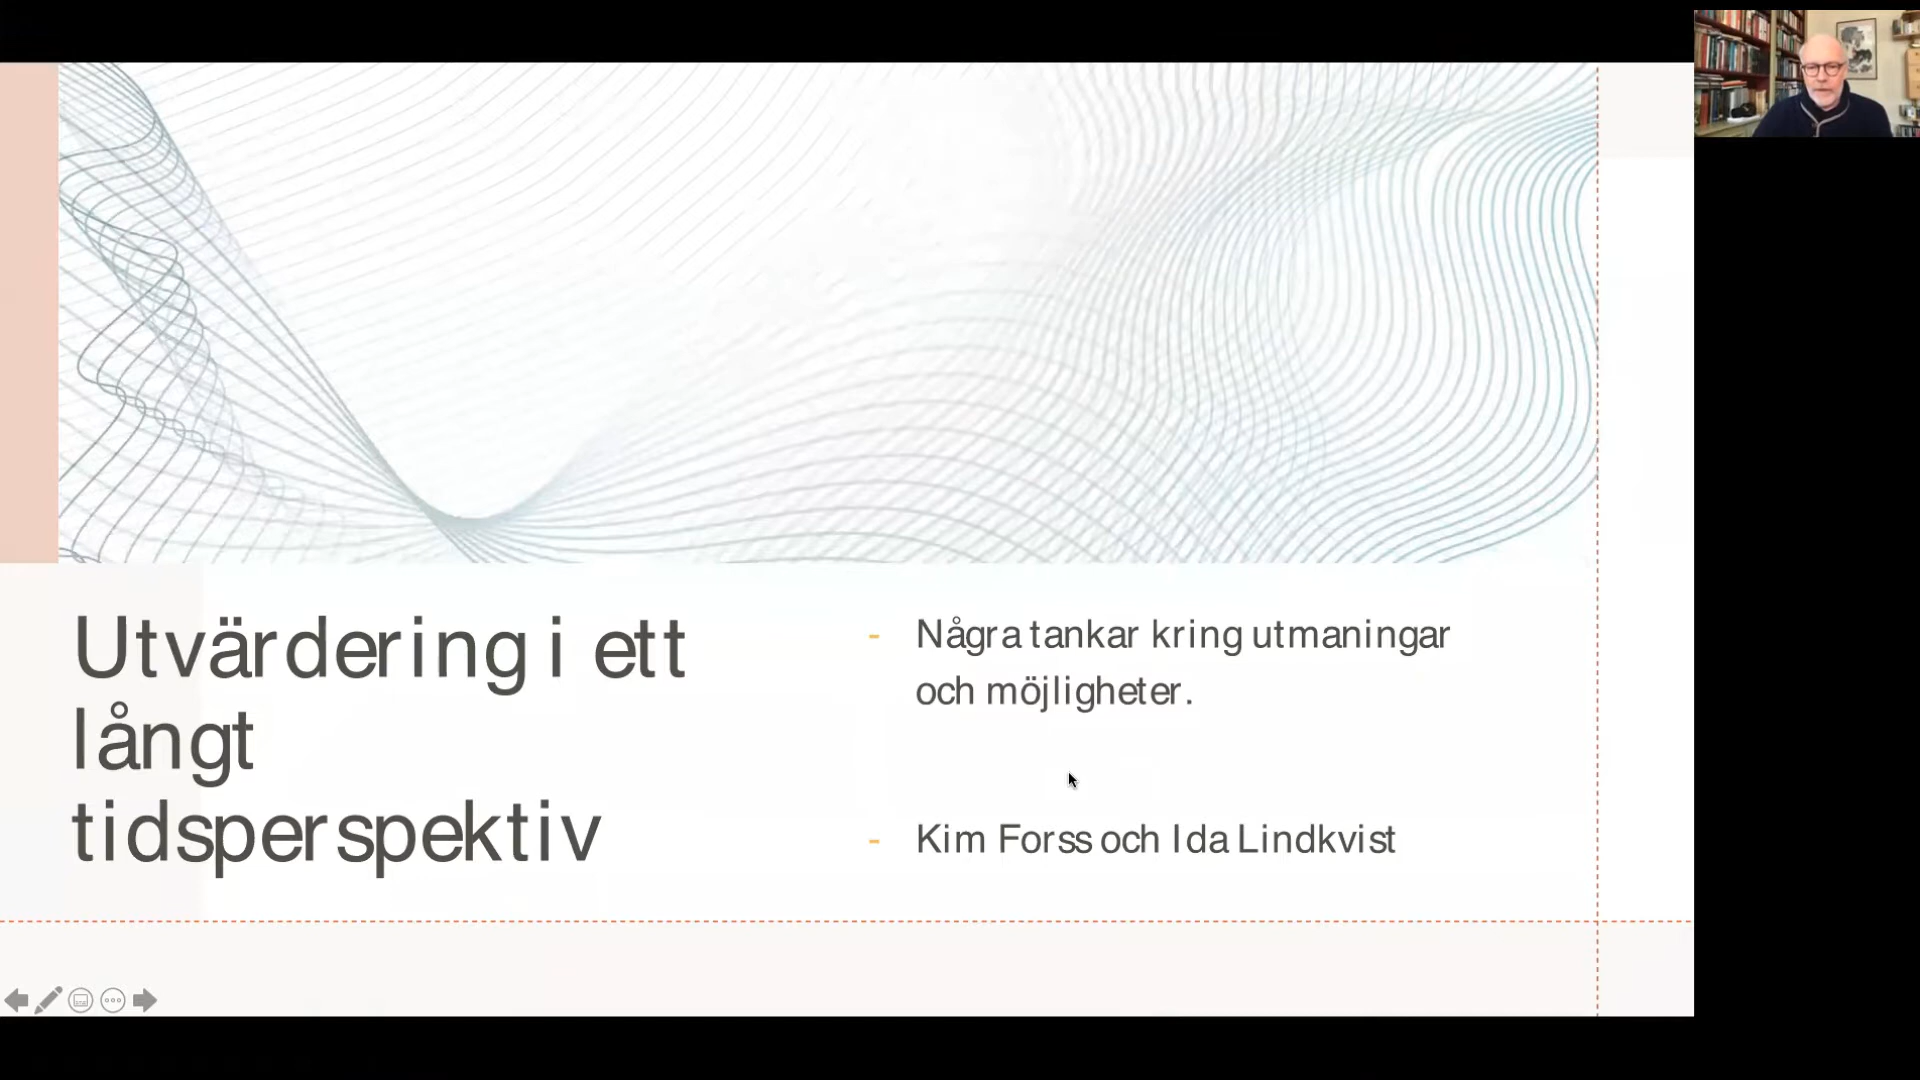 Utvärdering i ett
långt
tidsperspektiv
- Några tankar kring utmaningar
och möjligheter.
- Kim Forss och Ida Lindkvist